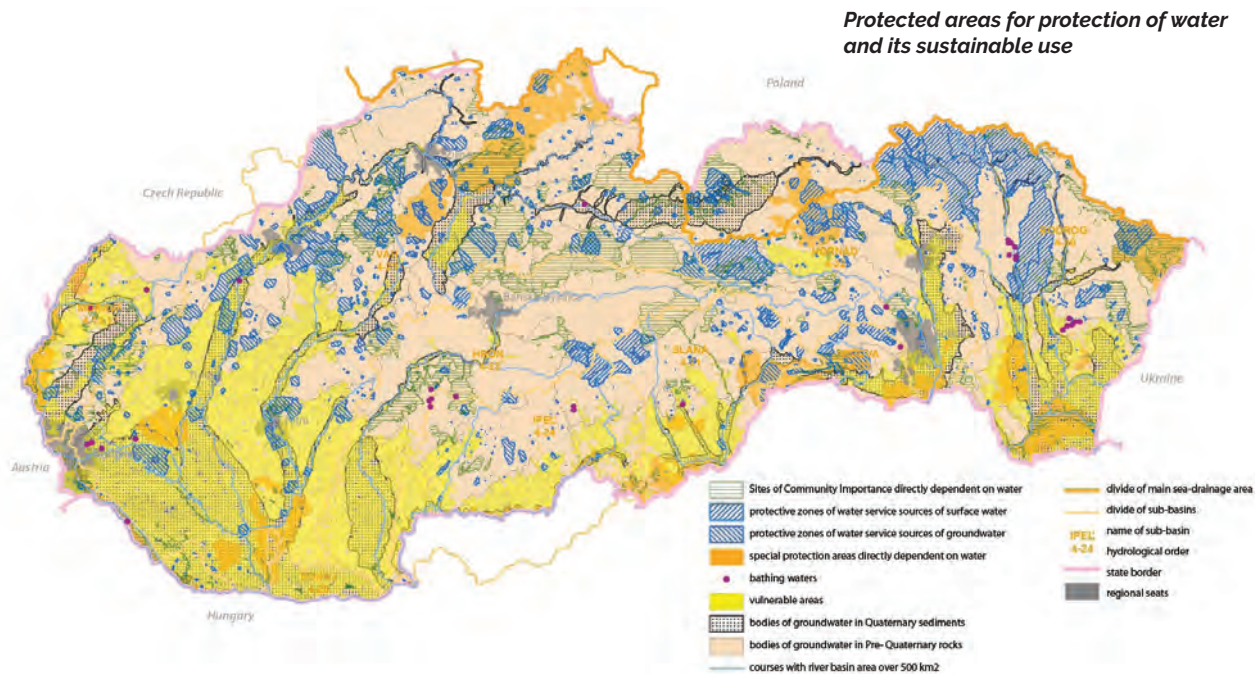 Protected areas for protection of water
and its sustainable use
Poland
Czech Republic
Ukraine
Austria
Hungary
HRON
SLANÁ
IPEĽ
Sites of Community Importance directly dependent on water
protective zones of water service sources of surface water
protective zones of water service sources of groundwater
special protection areas directly dependent on water
bathing waters
vulnerable areas
bodies of groundwater in Quaternary sediments
bodies of groundwater in Pre- Quaternary rocks
courses with river basin area over 500 km2
divide of main sea-drainage area
divide of sub-basins
IPEĽ
4-24
name of sub-basin
hydrological order
state border
regional seats